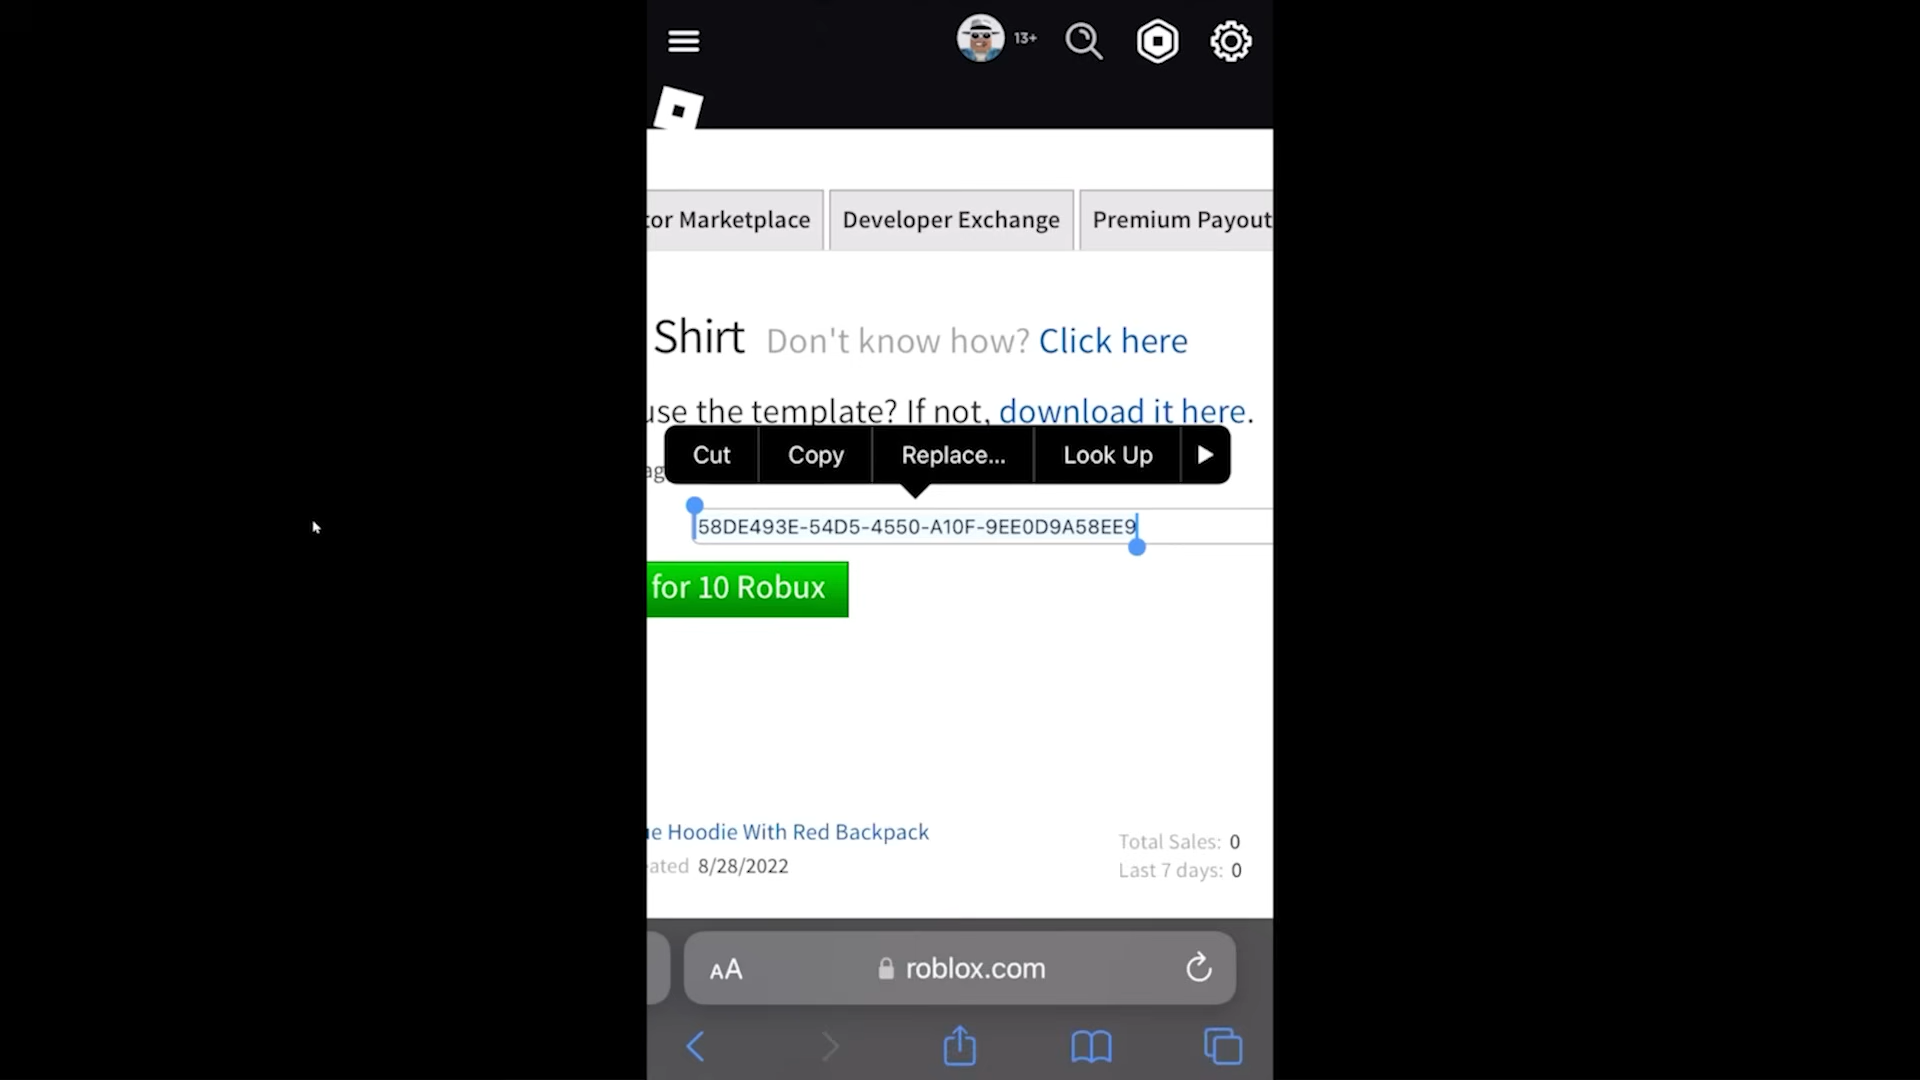 13+
tor Marketplace
Developer Exchange
Premium Payout
Shirt Don't know how? Click here
use the template? If not, download it here.
Cut
Copy
Replace...
Look Up
ag
58DE493E-54D5-4550-A10F-9EE0D9A58EE9
for 10 Robux
ue Hoodie With Red Backpack
Total Sales: 0
ated 8/28/2022
Last 7 days: 0
AA
roblox.com